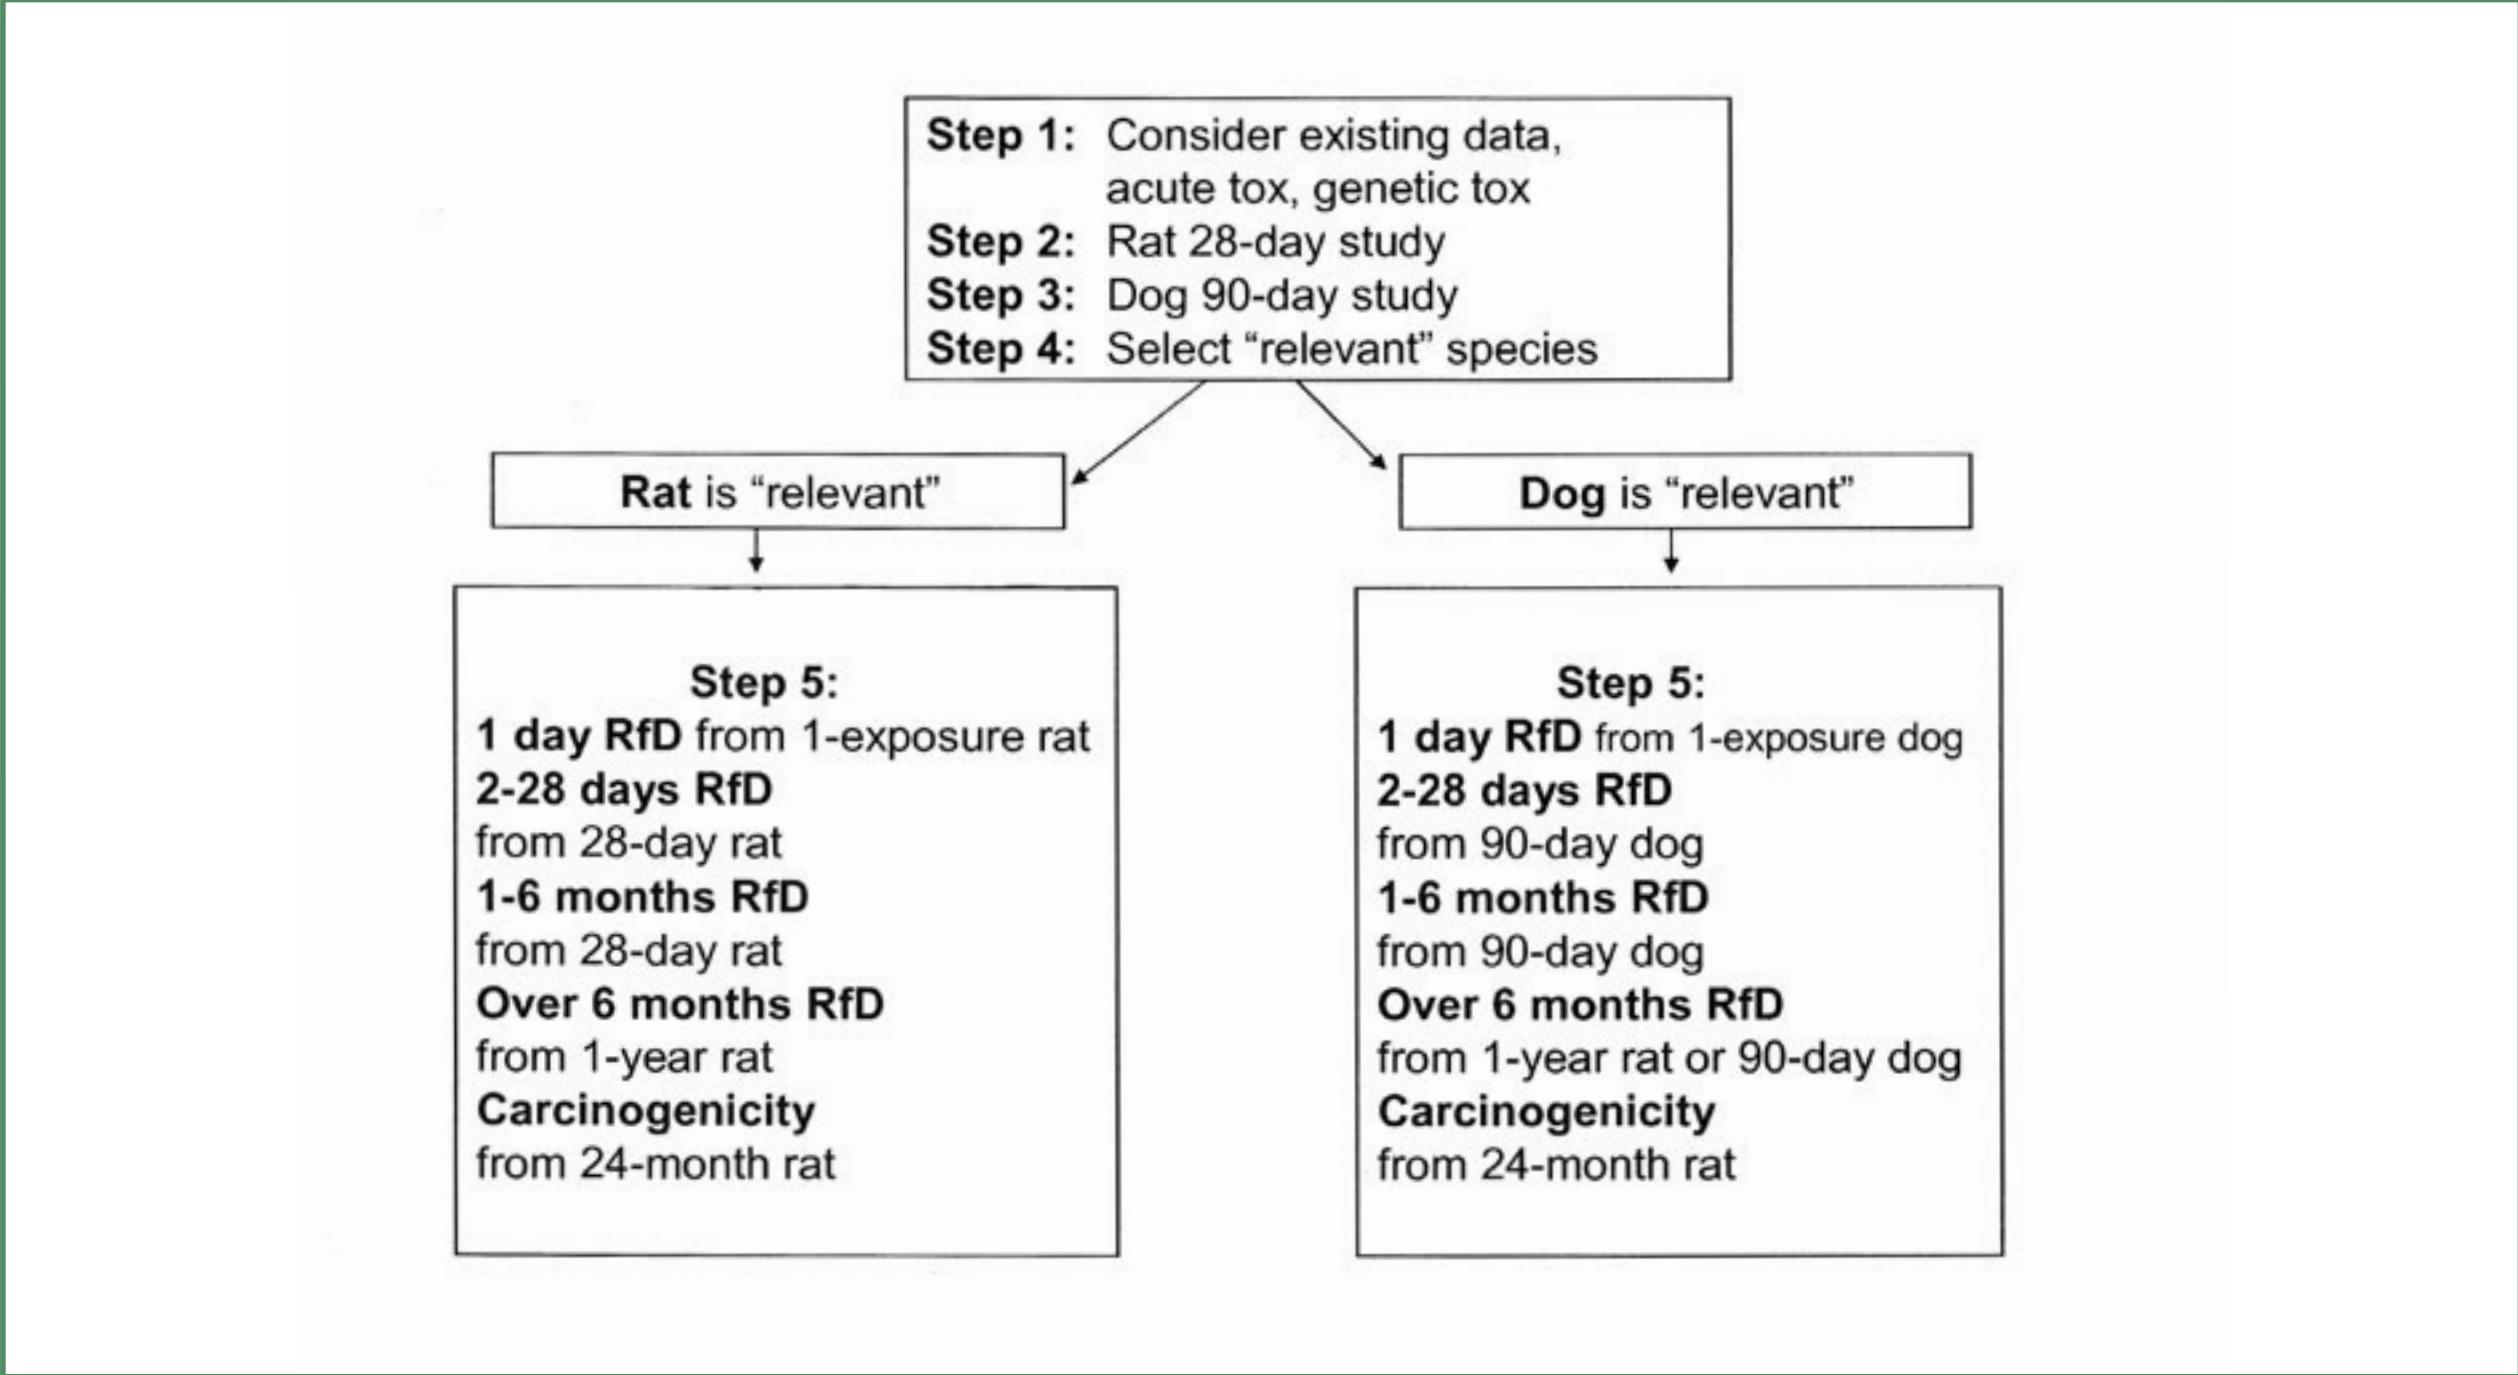 Step 1: Consider existing data,
acute tox, genetic tox
Step 2: Rat 28-day study
Step 3: Dog 90-day study
Step 4: Select “relevant” species
Rat is “relevant”
Dog is “relevant”
Step 5:
1 day RfD from 1-exposure rat
2-28 days RfD
from 28-day rat
1-6 months RfD
from 28-day rat
Over 6 months RfD
from 1-year rat
Carcinogenicity
from 24-month rat
Step 5:
1 day RfD from 1-exposure dog
2-28 days RfD
from 90-day dog
1-6 months RfD
from 90-day dog
Over 6 months RfD
from 1-year rat or 90-day dog
Carcinogenicity
from 24-month rat